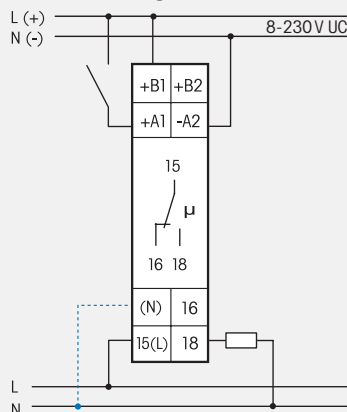 L (+)
N (-)
8-230 V UC
+B1 +B2
+A1 -A2
15
µ
16 18
(N) 16
15(L) 18
L
N